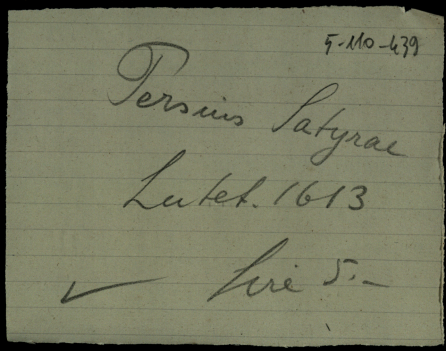 5-110-439
Persius Satyrae
Lutet. 1613
Lire 5.-